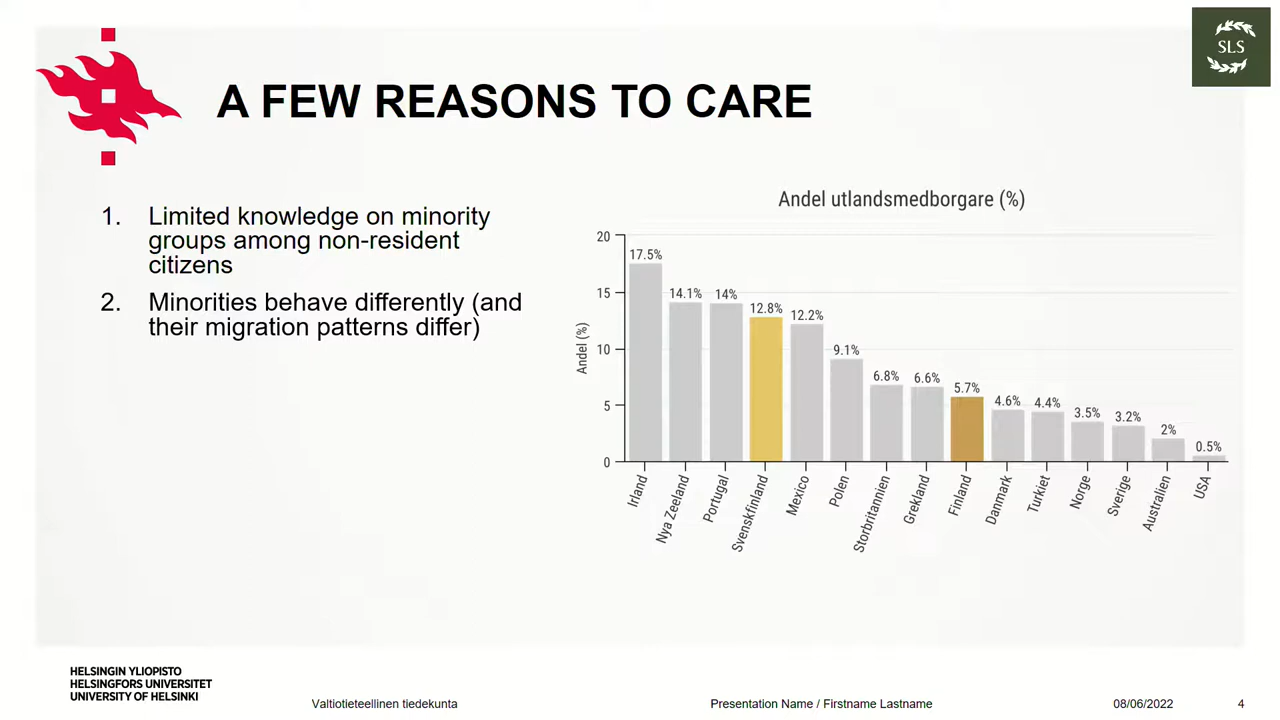 SLS
A FEW REASONS TO CARE
1. Limited knowledge on minority
groups among non-resident
citizens
2. Minorities behave differently (and
their migration patterns differ)
Andel utlandsmedborgare (%)
Andel (%)
20
15
10
5
0
17.5%
14.1%
14%
12.8%
12.2%
9.1%
6.8%
6.6%
5.7%
4.6%
4.4%
3.5%
3.2%
2%
0.5%
Irland
Nya Zeeland
Portugal
Svenskfinland
Mexico
Polen
Storbritannien
Grekland
Finland
Danmark
Turkiet
Norge
Sverige
Australien
USA
HELSINGIN YLIOPISTO
HELSINGFORS UNIVERSITET
UNIVERSITY OF HELSINKI
Valtiotieteellinen tiedekunta
Presentation Name / Firstname Lastname
08/06/2022
4